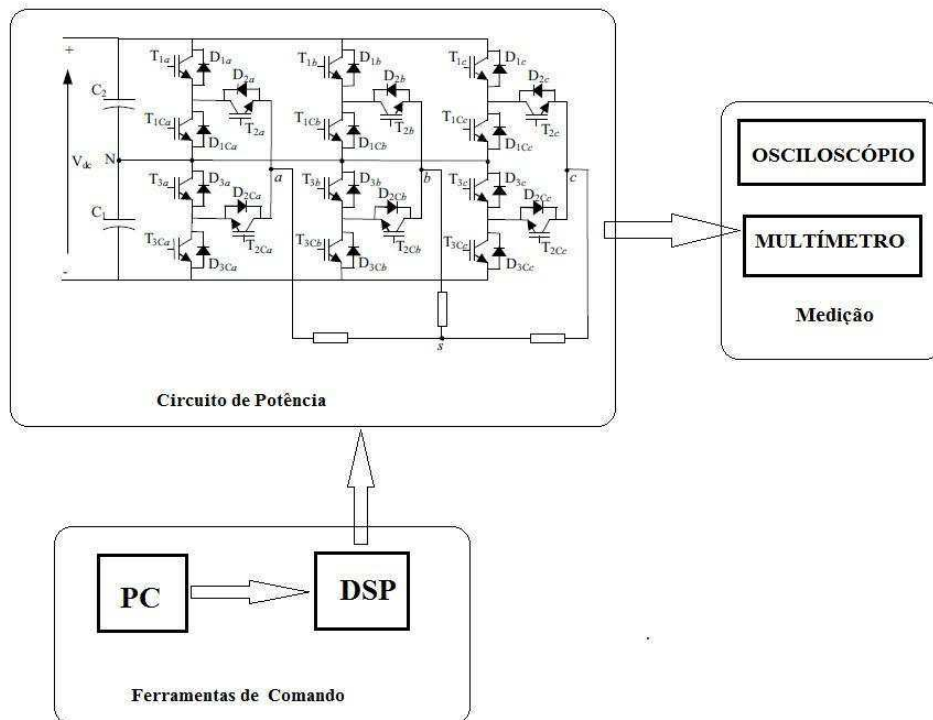 +
T1a D1a T1b D1b T1c D1c
D2a D2b D2c
C2
T2a T2b T2c
T1Ca T1Cb T1Cc
D1Ca D1Cb D1Cc
Vdc N
a b c
T3a D3a T3b D3b T3c D3c
D2Ca D2Cb D2Cc
C1
T2Ca T2Cb T2Cc
T3Ca T3Cb T3Cc
D3Ca D3Cb D3Cc
-
s
Circuito de Potência
OSCILOSCÓPIO
MULTÍMETRO
Medição
PC
DSP
Ferramentas de Comando